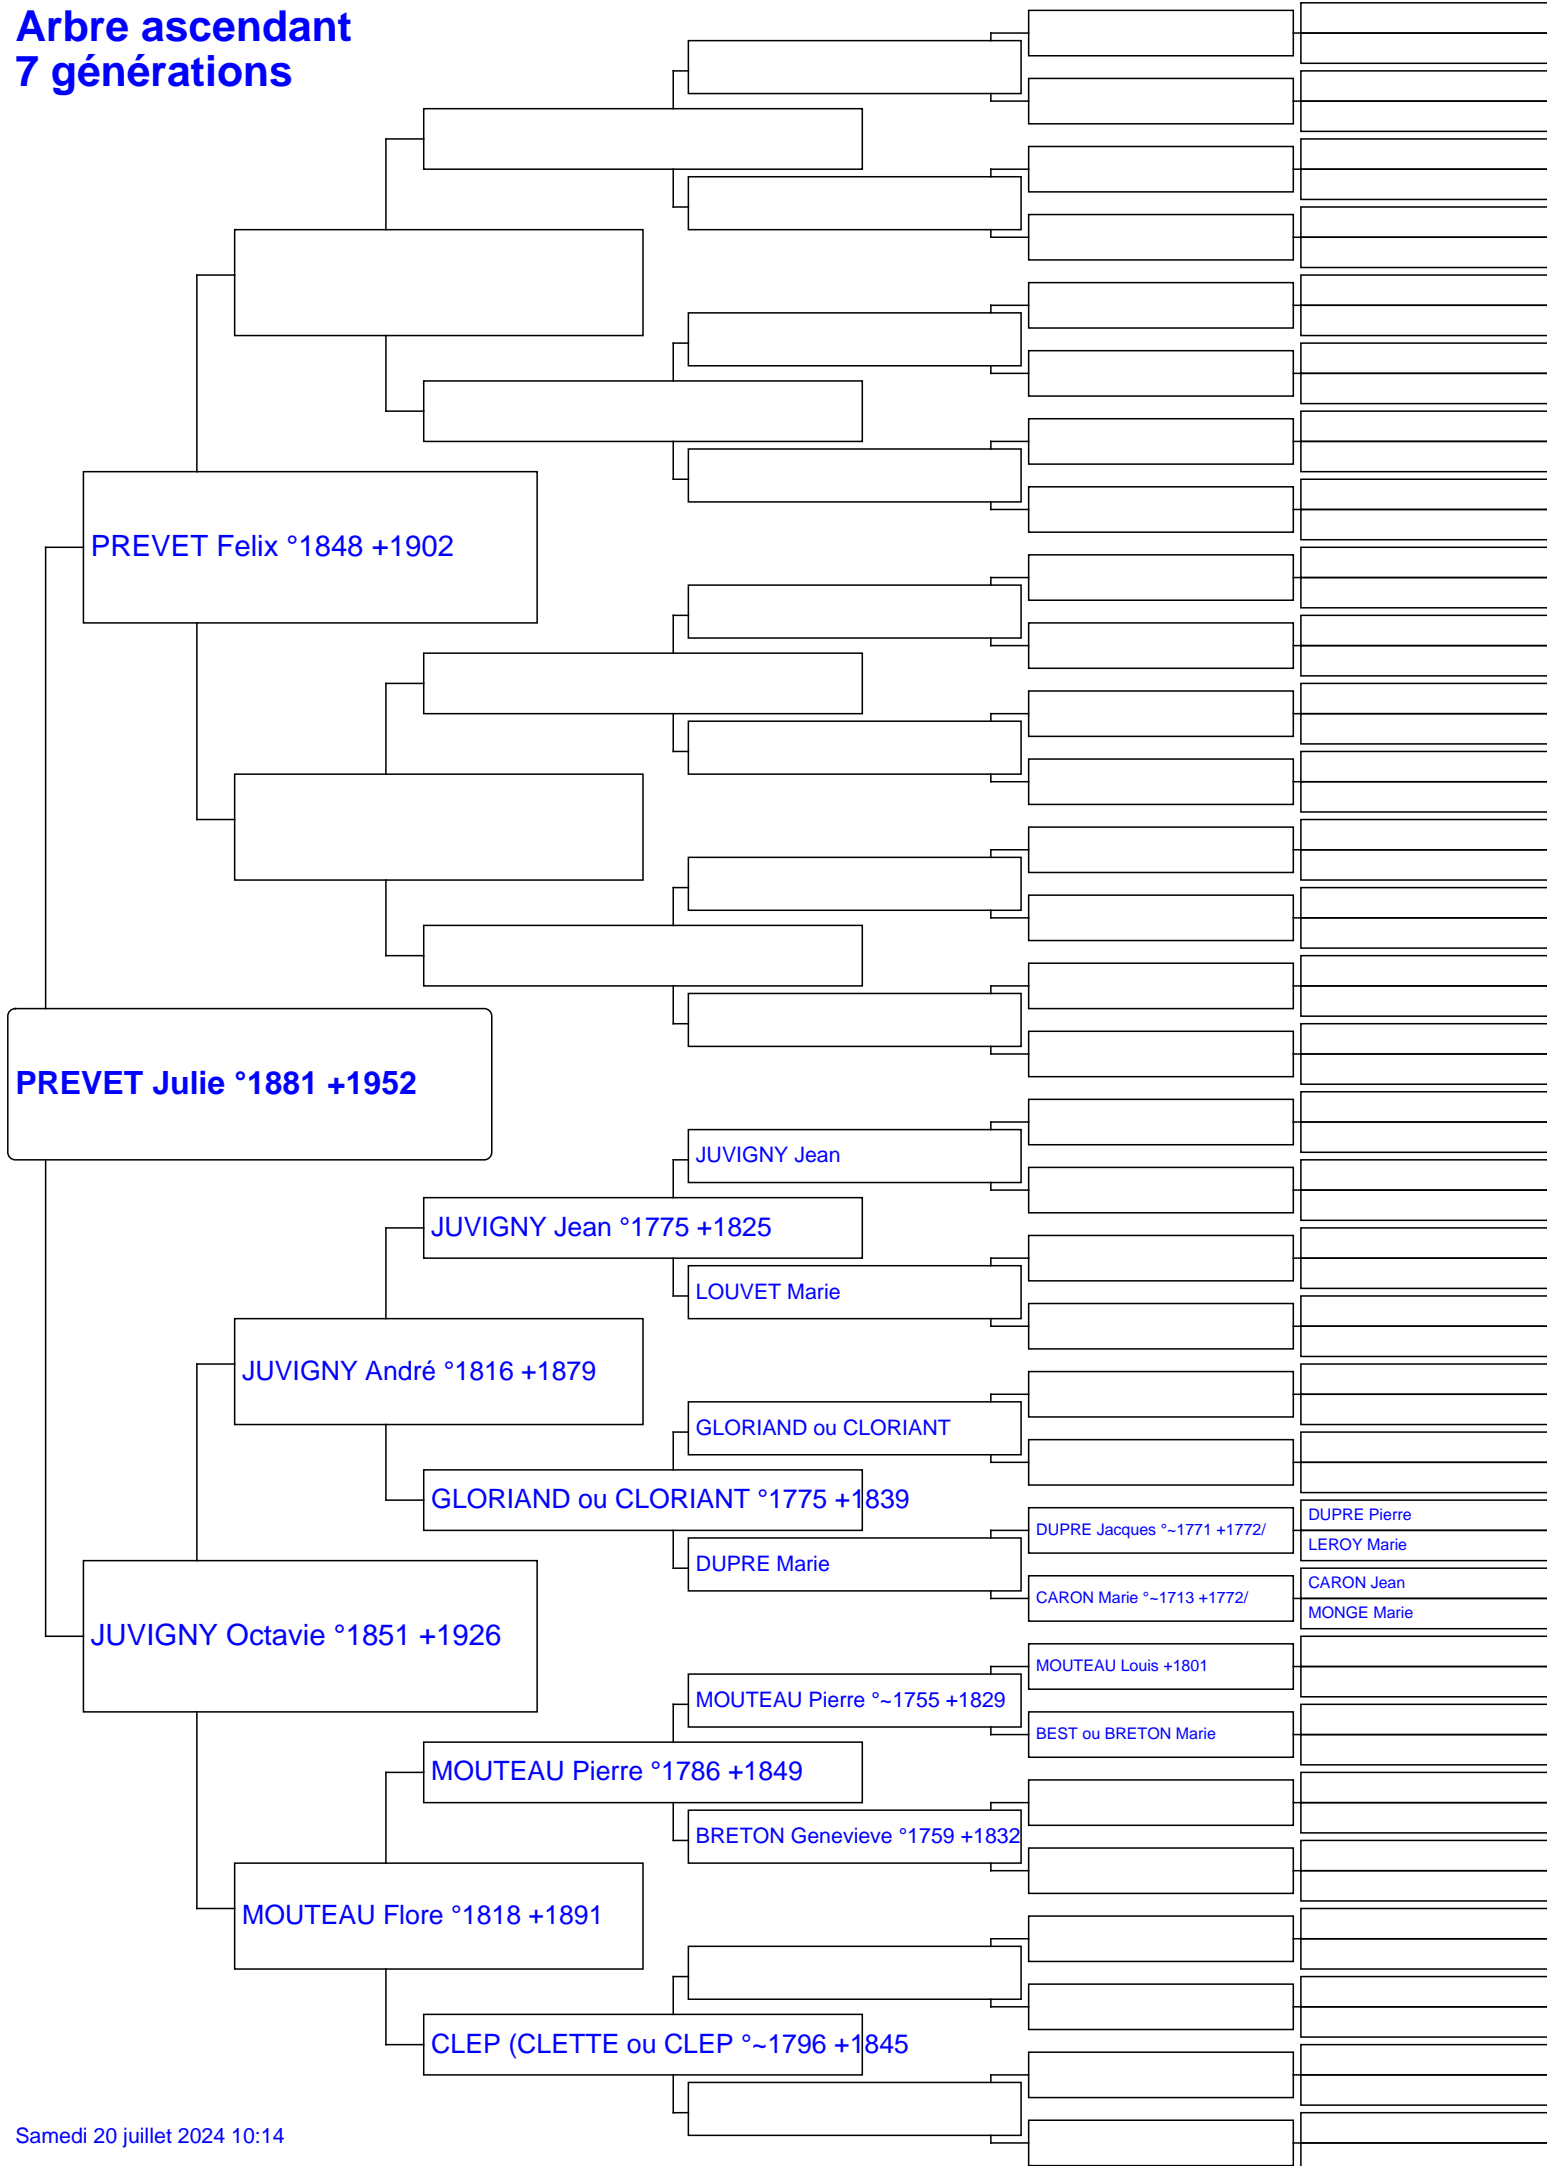 Arbre ascendant
7 générations
PREVET Felix °1848 +1902
PREVET Julie °1881 +1952
JUVIGNY Jean
JUVIGNY Jean °1775 +1825
LOUVET Marie
JUVIGNY André °1816 +1879
GLORIAND ou CLORIANT
GLORIAND ou CLORIANT °1775 +1839
DUPRE Jacques °~1771 +1772/
DUPRE Pierre
LEROY Marie
DUPRE Marie
CARON Marie °~1713 +1772/
CARON Jean
MONGE Marie
JUVIGNY Octavie °1851 +1926
MOUTEAU Louis +1801
MOUTEAU Pierre °~1755 +1829
BEST ou BRETON Marie
MOUTEAU Pierre °1786 +1849
BRETON Genevieve °1759 +1832
MOUTEAU Flore °1818 +1891
CLEP (CLETTE ou CLEP °~1796 +1845
Samedi 20 juillet 2024 10:14